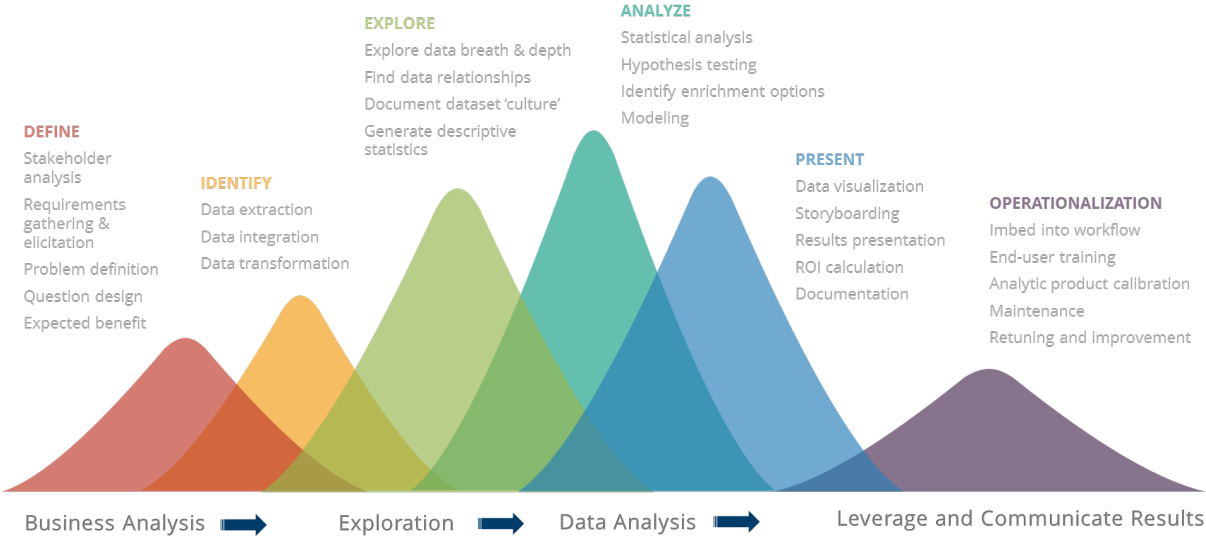 DEFINE
Stakeholder
analysis
Requirements
gathering &
elicitation
Problem definition
Question design
Expected benefit
IDENTIFY
Data extraction
Data integration
Data transformation
EXPLORE
Explore data breath & depth
Find data relationships
Document dataset ‘culture’
Generate descriptive
statistics
ANALYZE
Statistical analysis
Hypothesis testing
Identify enrichment options
Modeling
PRESENT
Data visualization
Storyboarding
Results presentation
ROI calculation
Documentation
OPERATIONALIZATION
Imbed into workflow
End-user training
Analytic product calibration
Maintenance
Retuning and improvement
Business Analysis
Exploration
Data Analysis
Leverage and Communicate Results